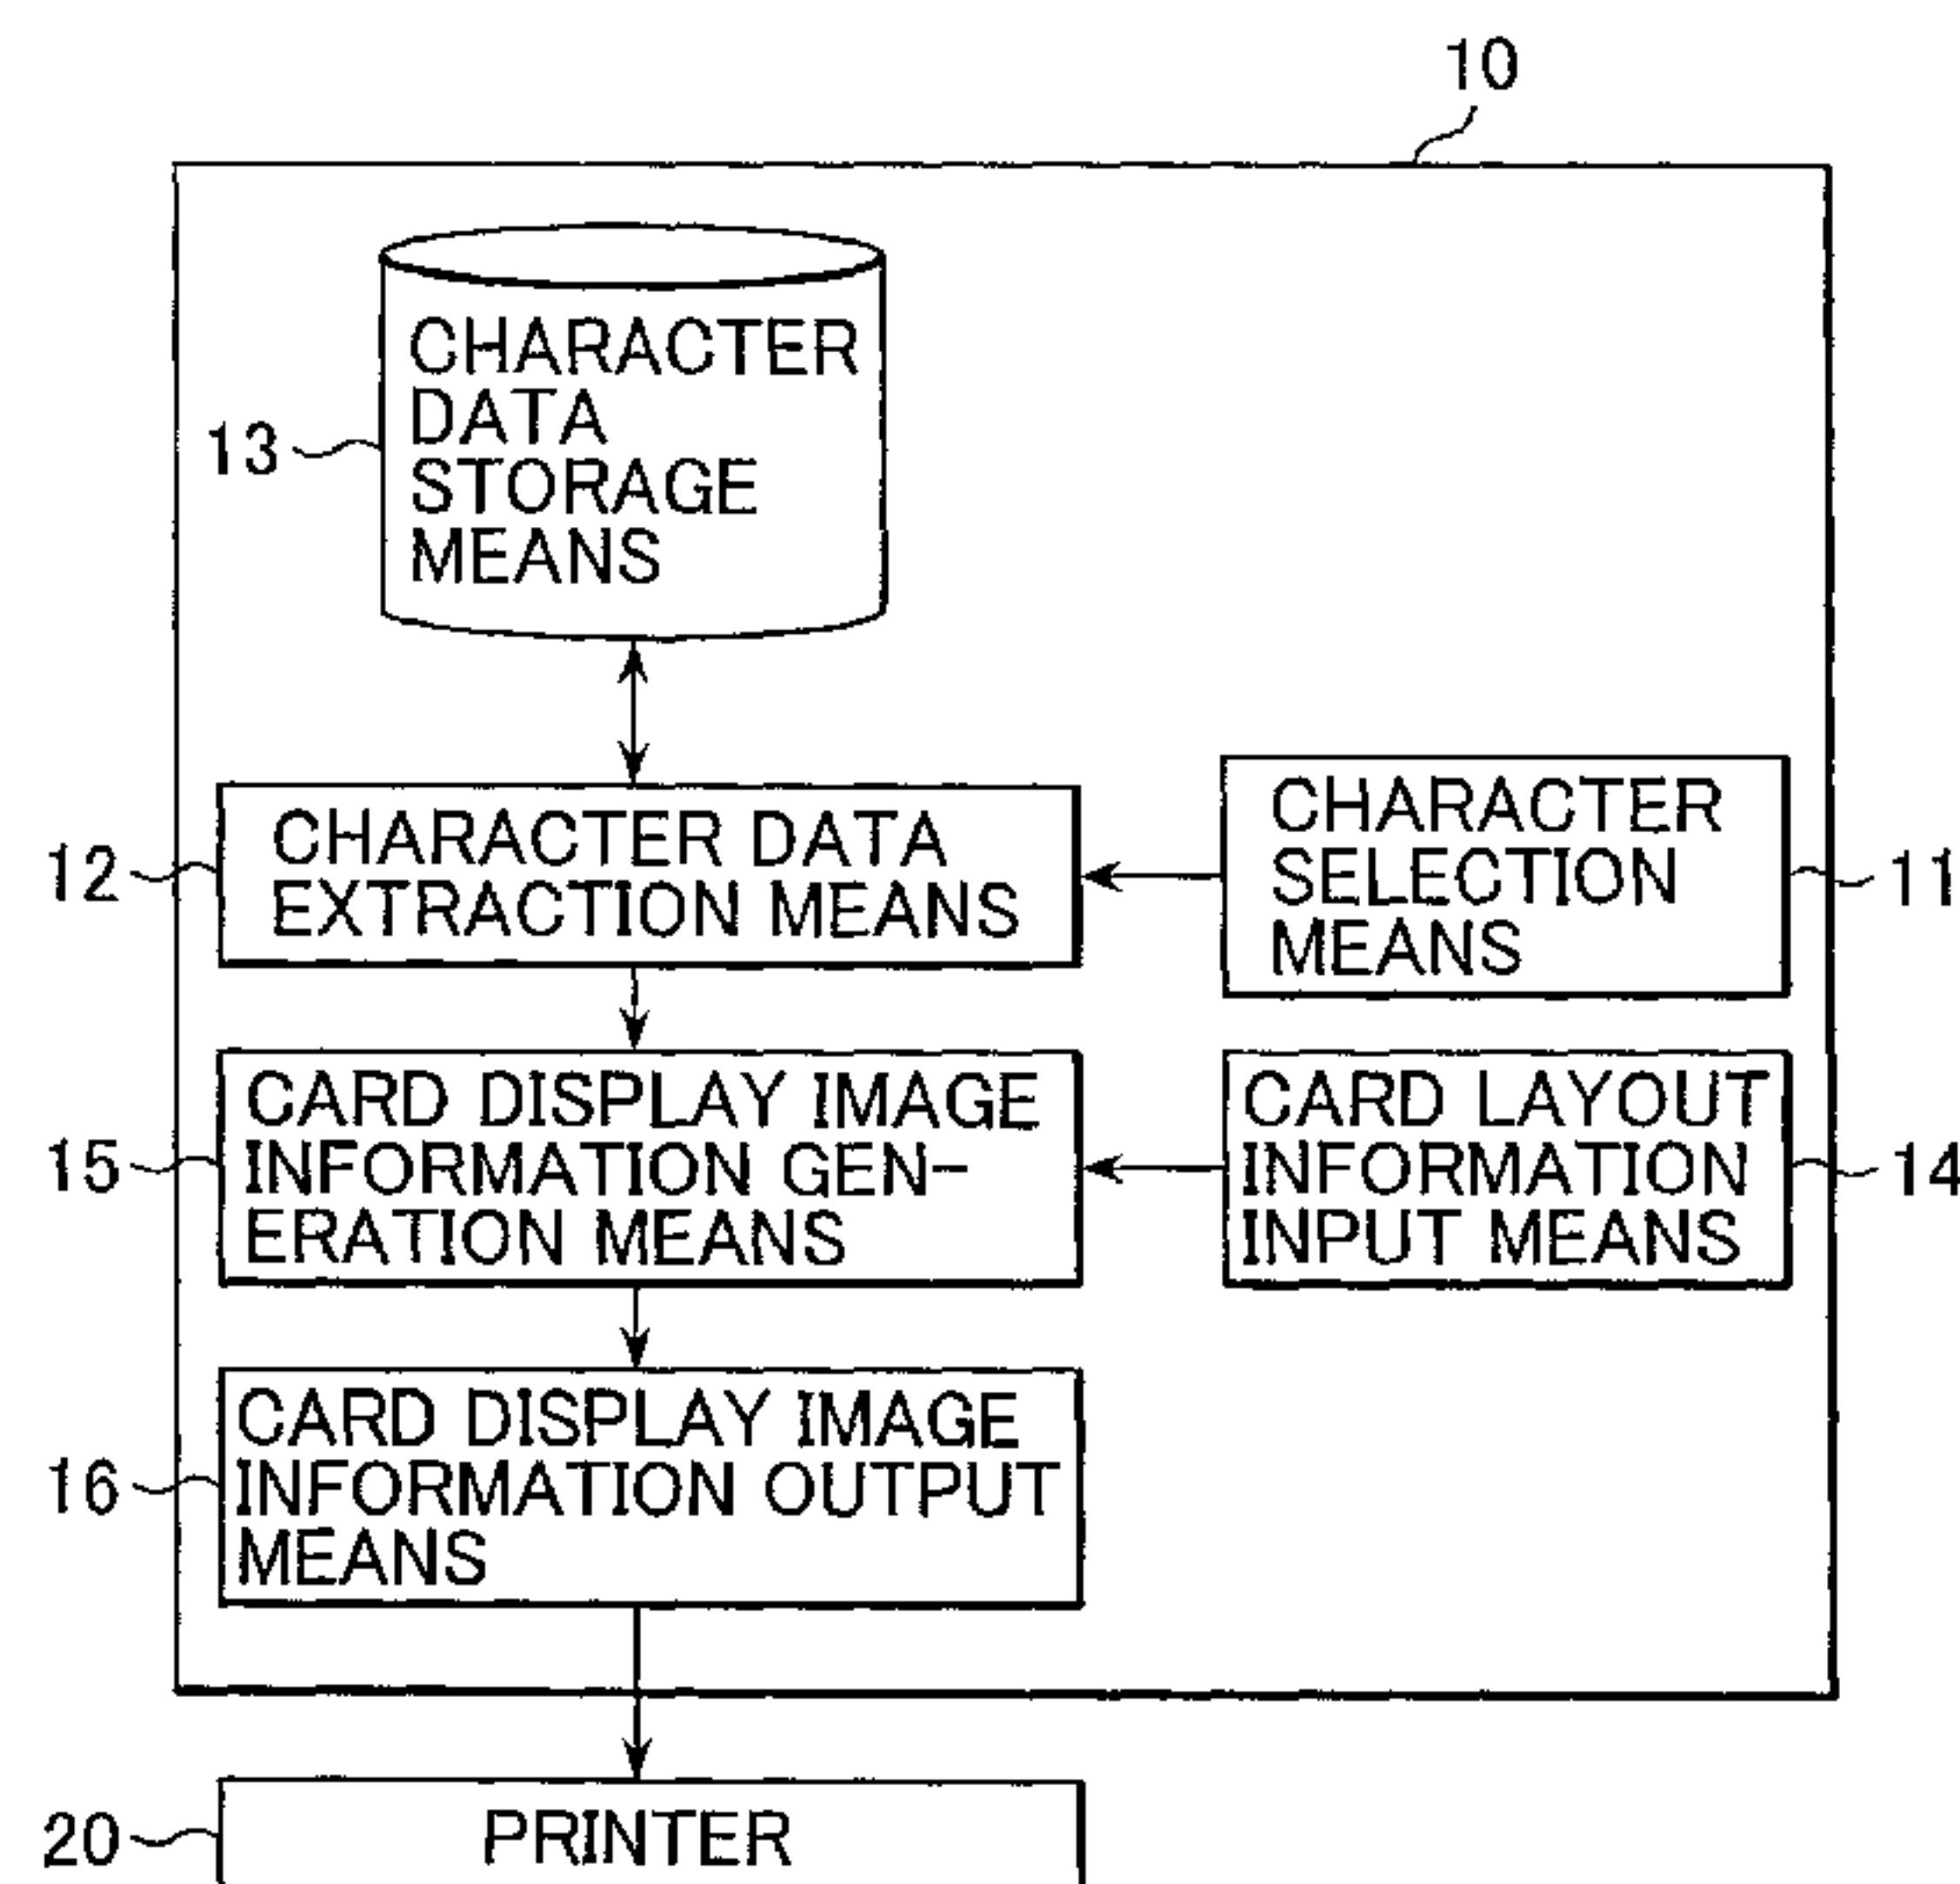 10
CHARACTER
DATA
STORAGE
MEANS
13
CHARACTER DATA
EXTRACTION MEANS
12
CHARACTER
SELECTION
MEANS
11
CARD DISPLAY IMAGE
INFORMATION GEN-
ERATION MEANS
15
CARD LAYOUT
INFORMATION
INPUT MEANS
14
CARD DISPLAY IMAGE
INFORMATION OUTPUT
MEANS
16
PRINTER
20